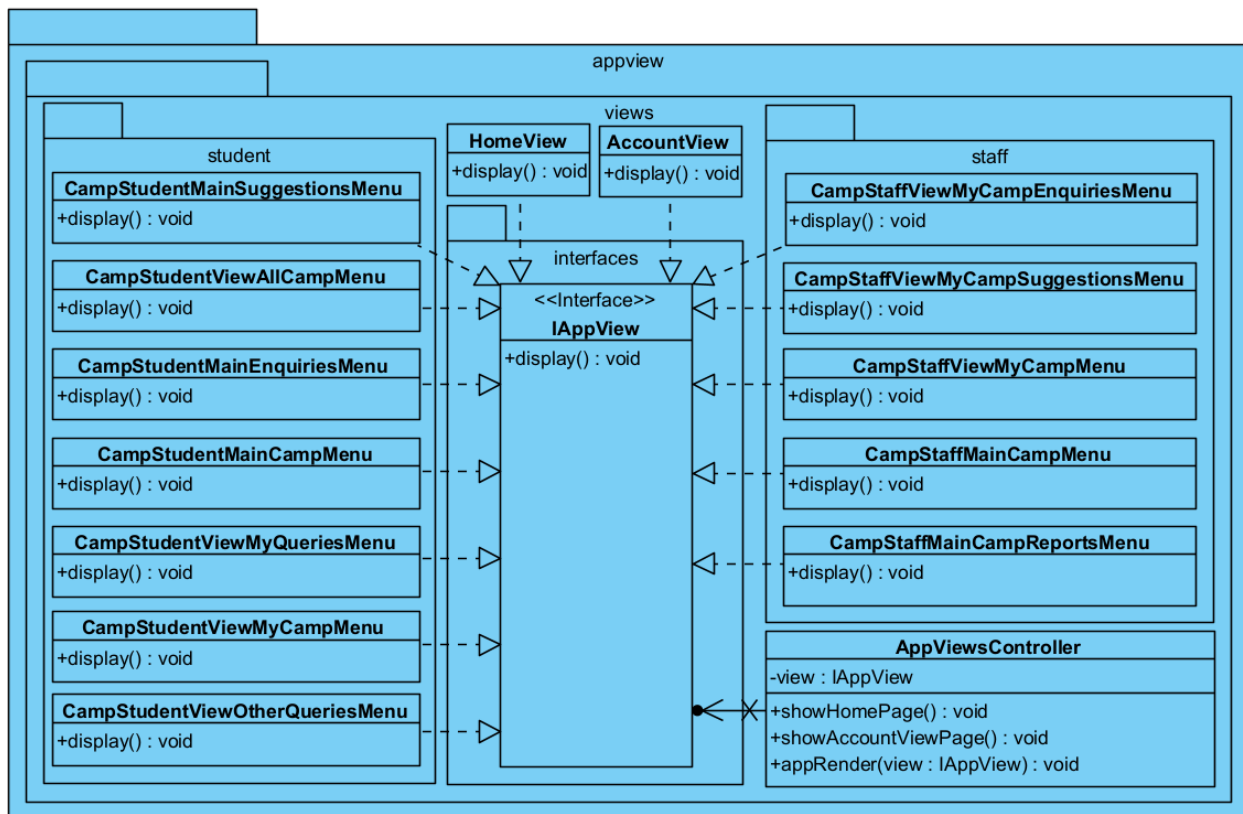 appview
views
student
CampStudentMainSuggestionsMenu
+display() : void
CampStudentViewAllCampMenu
+display() : void
CampStudentMainEnquiriesMenu
+display() : void
CampStudentMainCampMenu
+display() : void
CampStudentViewMyQueriesMenu
+display() : void
CampStudentViewMyCampMenu
+display() : void
CampStudentViewOtherQueriesMenu
+display() : void
HomeView
+display() : void
AccountView
+display() : void
interfaces
<<Interface>>
IAppView
+display() : void
staff
CampStaffViewMyCampEnquiriesMenu
+display() : void
CampStaffViewMyCampSuggestionsMenu
+display() : void
CampStaffViewMyCampMenu
+display() : void
CampStaffMainCampMenu
+display() : void
CampStaffMainCampReportsMenu
+display() : void
AppViewsController
-view : IAppView
+showHomePage() : void
+showAccountViewPage() : void
+appRender(view : IAppView) : void